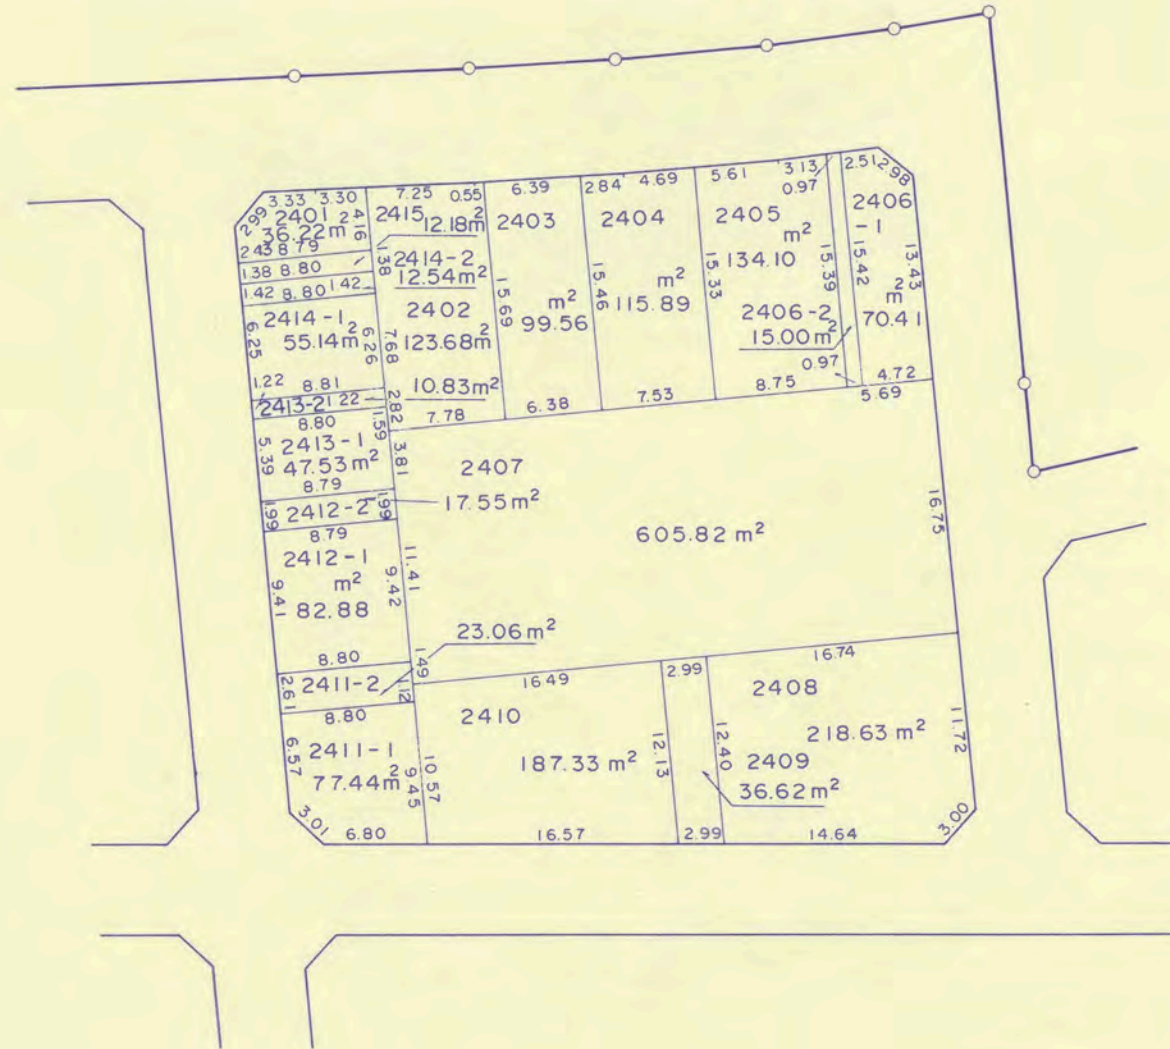 3.33 3.30 7.25 0.55 6.39 2.84 4.69 5.61 3.13 2.51 2.98
0.97
2.99 2401 4.16 2415 2403 2404 2405 2406
36.22m² 12.18m² -1
2.43 8.79
1.38 8.80 1.38 2414-2
12.54m²
1.42 8.80 1.42
m²
134.10
15.39 15.42 13.43
m²
70.41
15.69 15.46 15.33
m²
99.56
m²
115.89
2414-1 2402
55.14m² 123.68m²
6.25 6.26 7.68
2406-2
15.00m²
0.97
1.22 8.81 10.83m²
2413-2 1.22 2.82
7.78 6.38 7.53 8.75 5.69 4.72
8.80 1.59
5.39 2413-1 3.81
47.53m²
8.79
2407
1.99 2412-2 1.99 17.55m²
8.79
605.82m²
16.75
2412-1
m²
82.88
9.41 9.42 11.41
23.06m²
8.80 1.49
2.61 2411-2 1.12
8.80
16.49 2.99 16.74
2410 2408
6.57 2411-1 9.45 10.57
77.44m²
187.33m² 12.13 12.40 218.63m² 11.72
2409
36.62m²
3.01 6.80 16.57 2.99 14.64 3.00